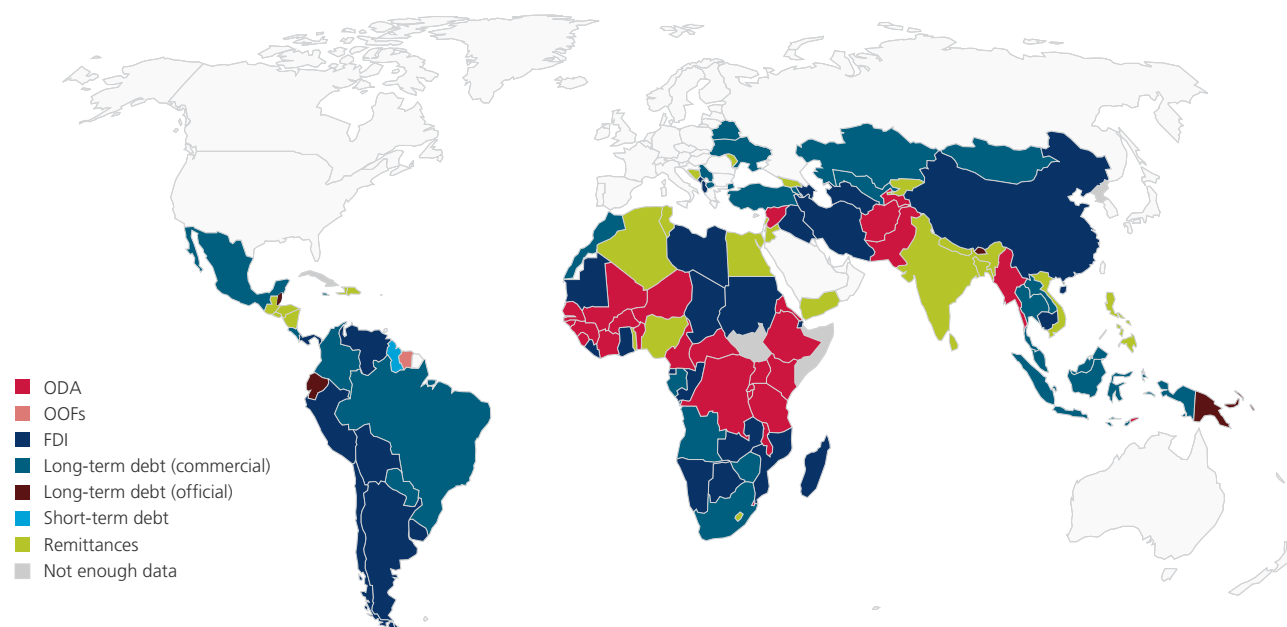 ODA
OOFs
FDI
Long-term debt (commercial)
Long-term debt (official)
Short-term debt
Remittances
Not enough data